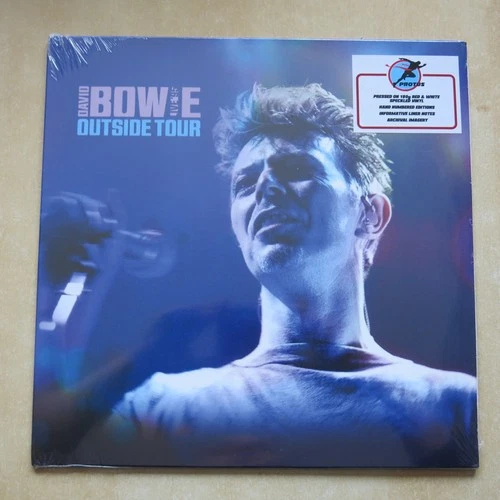 DAVID
BOWIE
OUTSIDE TOUR
PROTUS
PRESSED ON 180g RED & WHITE
SPECKLED VINYL
HAND NUMBERED EDITIONS
INFORMATIVE LINER NOTES
ARCHIVAL IMAGERY